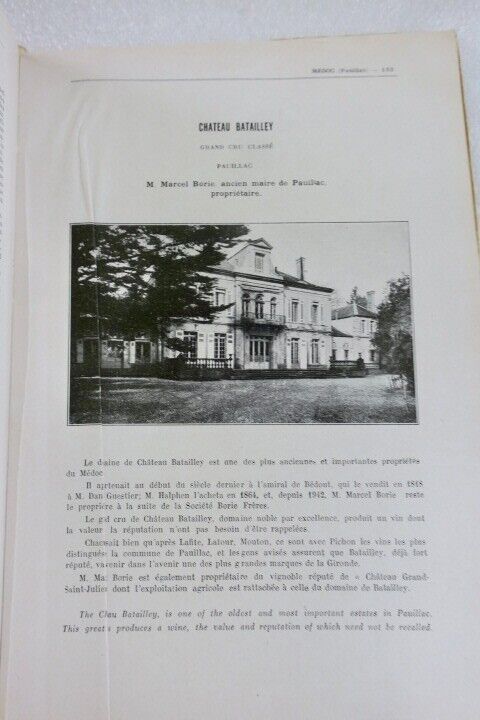 MÉDOC (Pauillac) — 153
CHATEAU BATAILLEY
GRAND CRU CLASSÉ
PAUILLAC
M. Marcel Borie, ancien maire de Pauillac,
propriétaire.
Le d aine de Château Batailley est une des plus anciennes et importantes propriétés
du Médoc
Il a rtenait au début du siècle dernier à l'amiral de Bédout, qui le vendit en 1818
à M. Dan Guestier; M. Halphen l'acheta en 1864, et, depuis 1942, M. Marcel Borie reste
le propri e à la suite de la Société Borie Frères.
Le g d cru de Château Batailley, domaine noble par excellence, produit un vin dont
la valeur la réputation n'ont pas besoin d'être rappelées.
Cha sait bien qu'après Lafite, Latour, Mouton, ce sont avec Pichon les vins les plus
distingués la commune de Pauillac, et les gens avisés assurent que Batailley, déjà fort
réputé, va venir dans l'avenir une des plus grandes marques de la Gironde.
M. Ma Borie est également propriétaire du vignoble réputé de « Château Grand-
Saint-Julien dont l'exploitation agricole est rattachée à celle du domaine de Batailley.
The C au Batailley, is one of the oldest and most important estates in Pauillac.
This great produces a wine, the value and reputation of which need not be recalled.